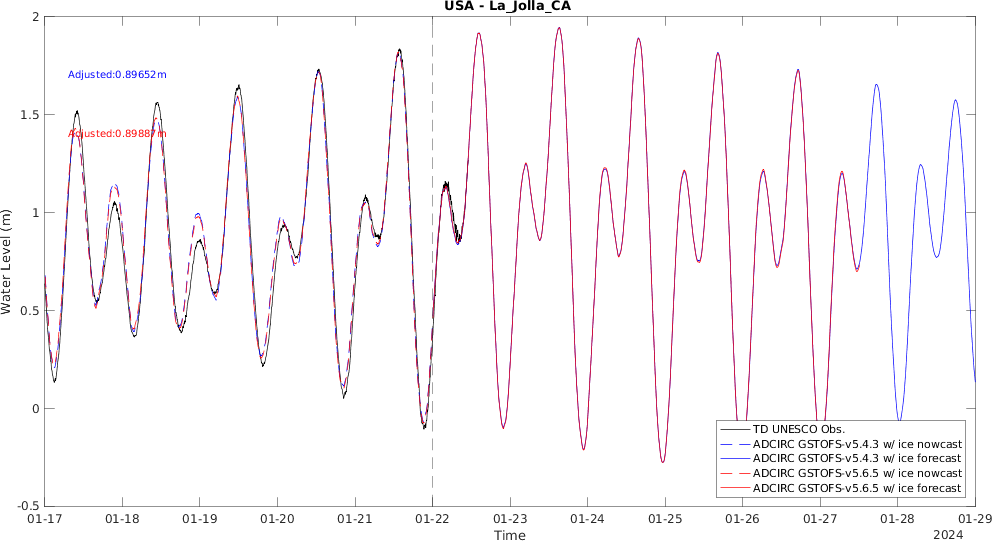 USA - La_Jolla_CA
2
1.5
1
0.5
0
-0.5
Water Level (m)
Adjusted:0.89652m
Adjusted:0.89887m
TD UNESCO Obs.
ADCIRC GSTOFS-v5.4.3 w/ ice nowcast
ADCIRC GSTOFS-v5.4.3 w/ ice forecast
ADCIRC GSTOFS-v5.6.5 w/ ice nowcast
ADCIRC GSTOFS-v5.6.5 w/ ice forecast
01-17 01-18 01-19 01-20 01-21 01-22 01-23 01-24 01-25 01-26 01-27 01-28 01-29
Time
2024